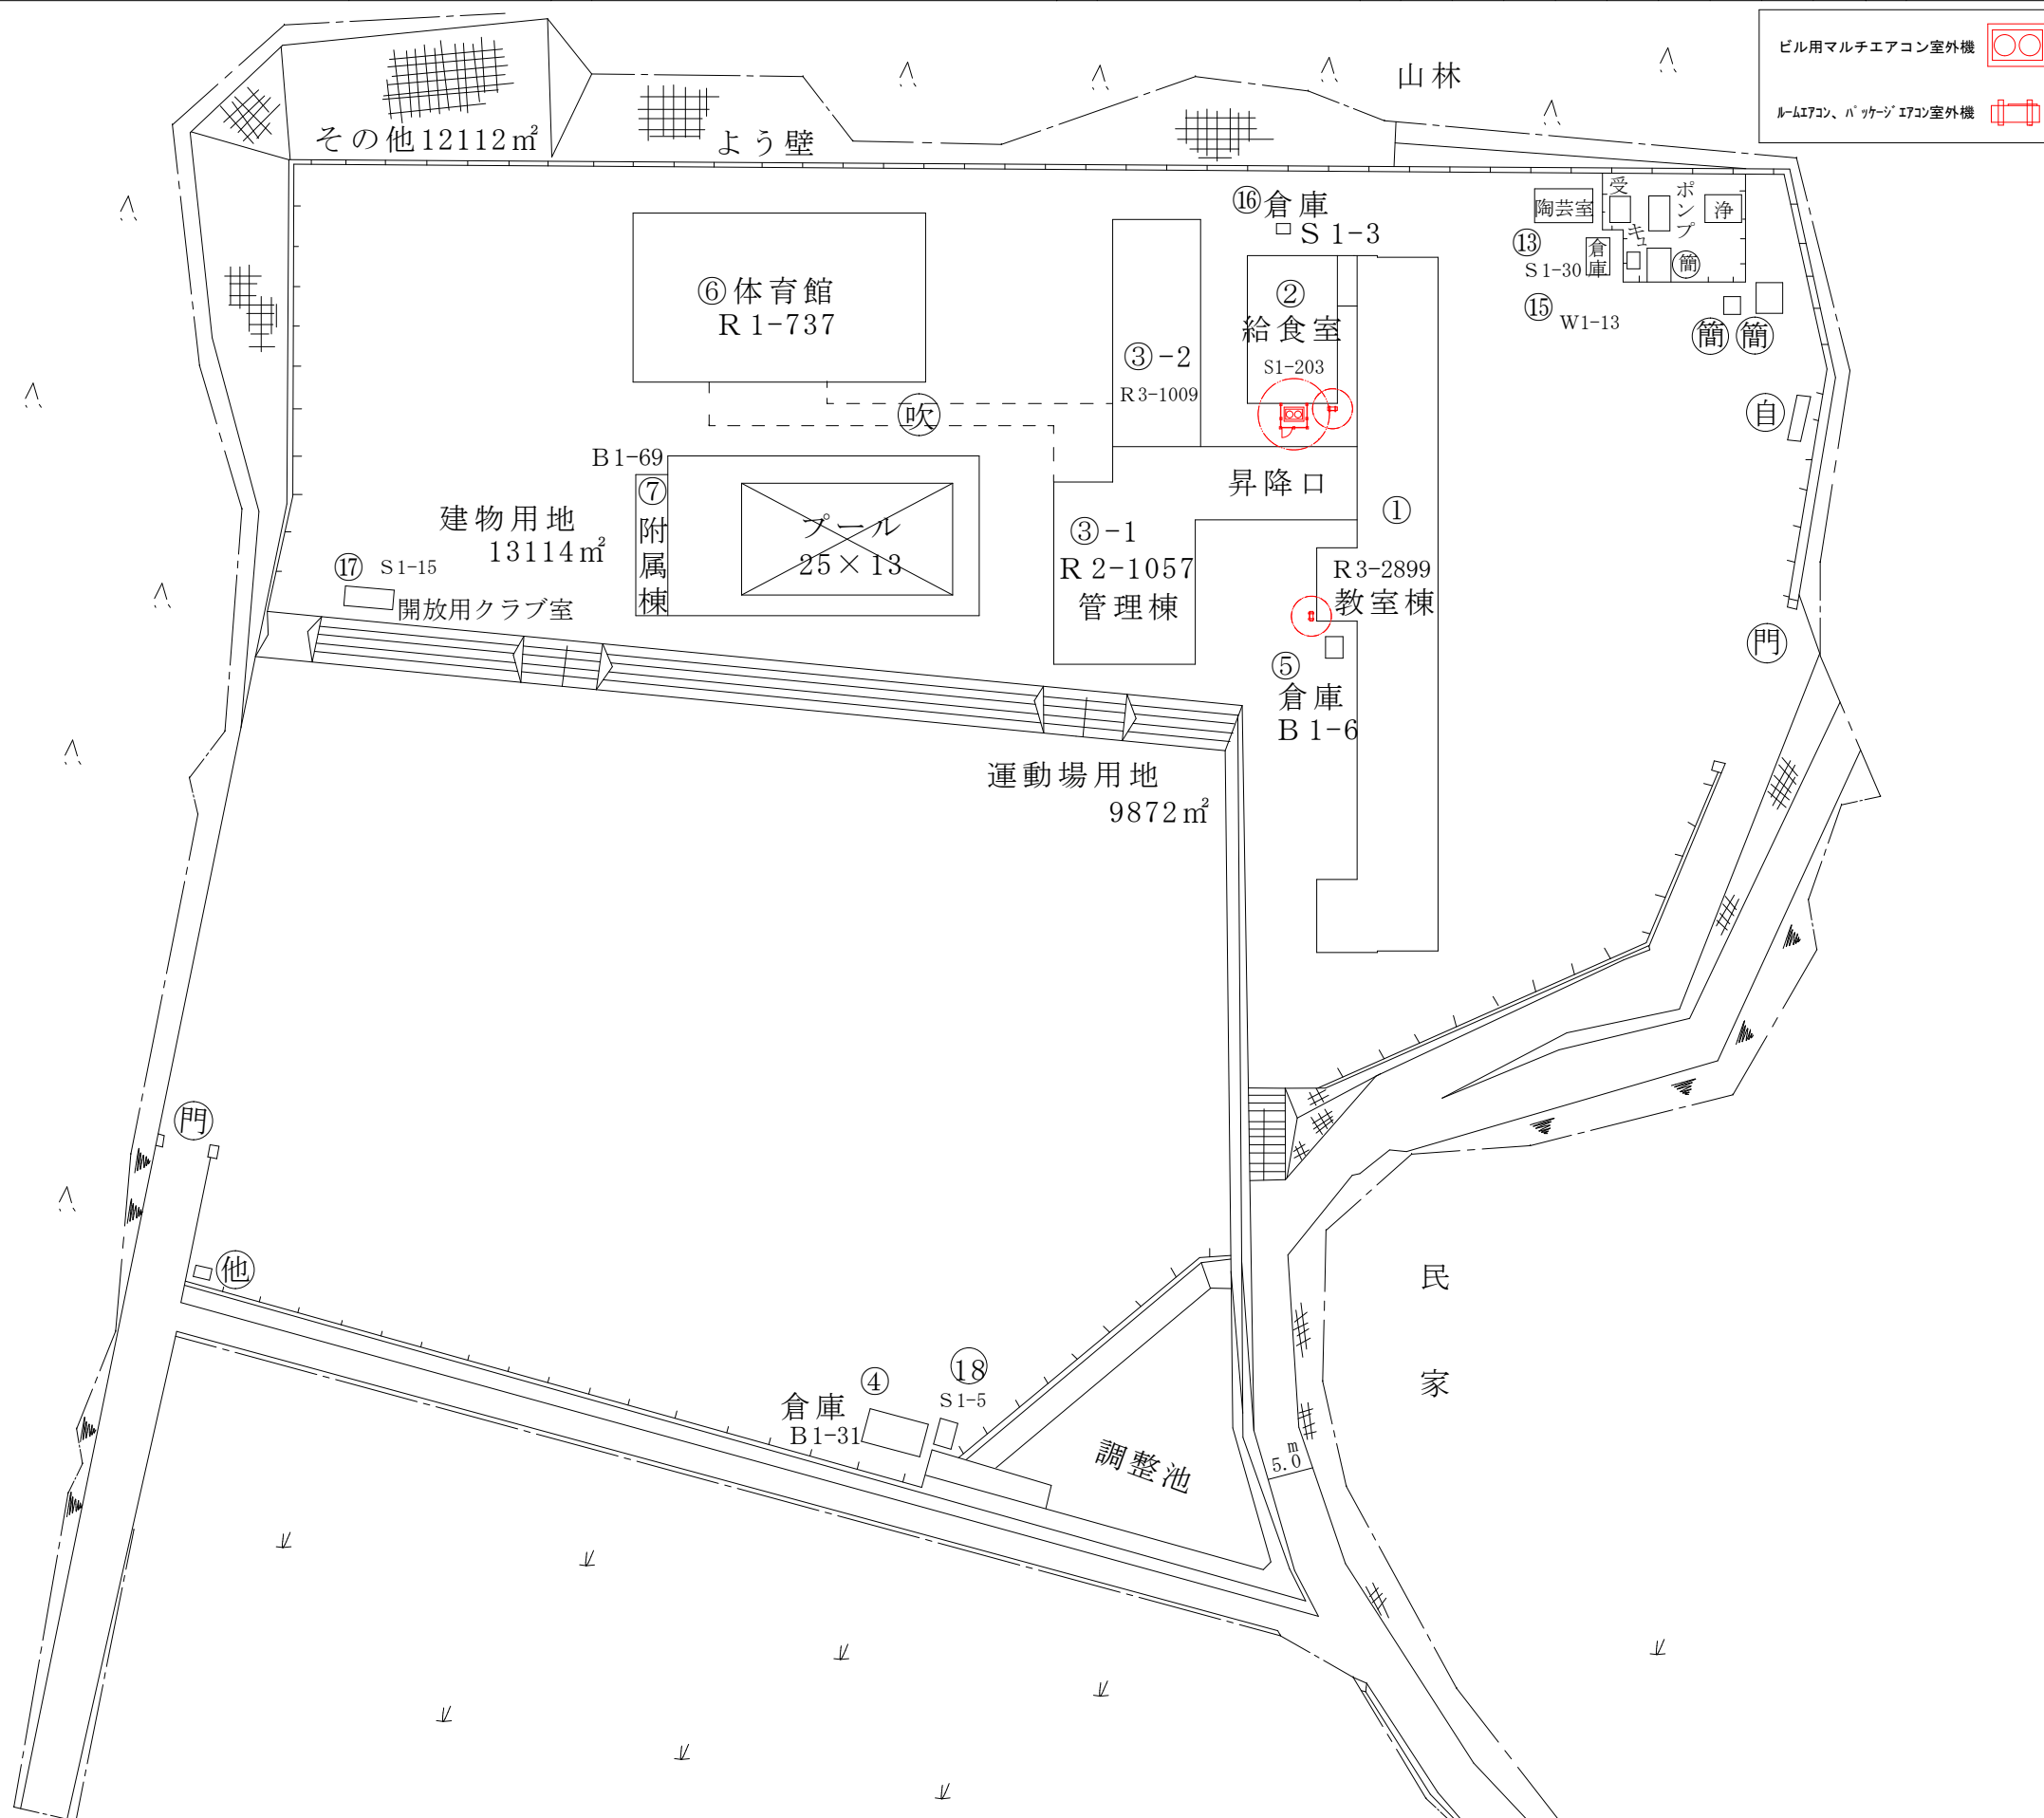 ビル用マルチエアコン室外機
ルームエアコン、パッケージエアコン室外機
山林
その他12112㎡
よう壁
⑯倉庫
S1-3
陶芸室
受
ポンプ
浄
キュ
簡
⑬
S1-30
倉庫
⑮
W1-13
簡
簡
⑥体育館
R1-737
②
給食室
S1-203
③-2
R3-1009
吹
自
B1-69
⑦
附属棟
昇降口
①
建物用地
13114㎡
プール
25×13
③-1
R2-1057
管理棟
R3-2899
教室棟
⑰
S1-15
開放用クラブ室
門
⑤
倉庫
B1-6
運動場用地
9872㎡
門
他
民家
④
倉庫
B1-31
⑱
S1-5
調整池
m
5.0